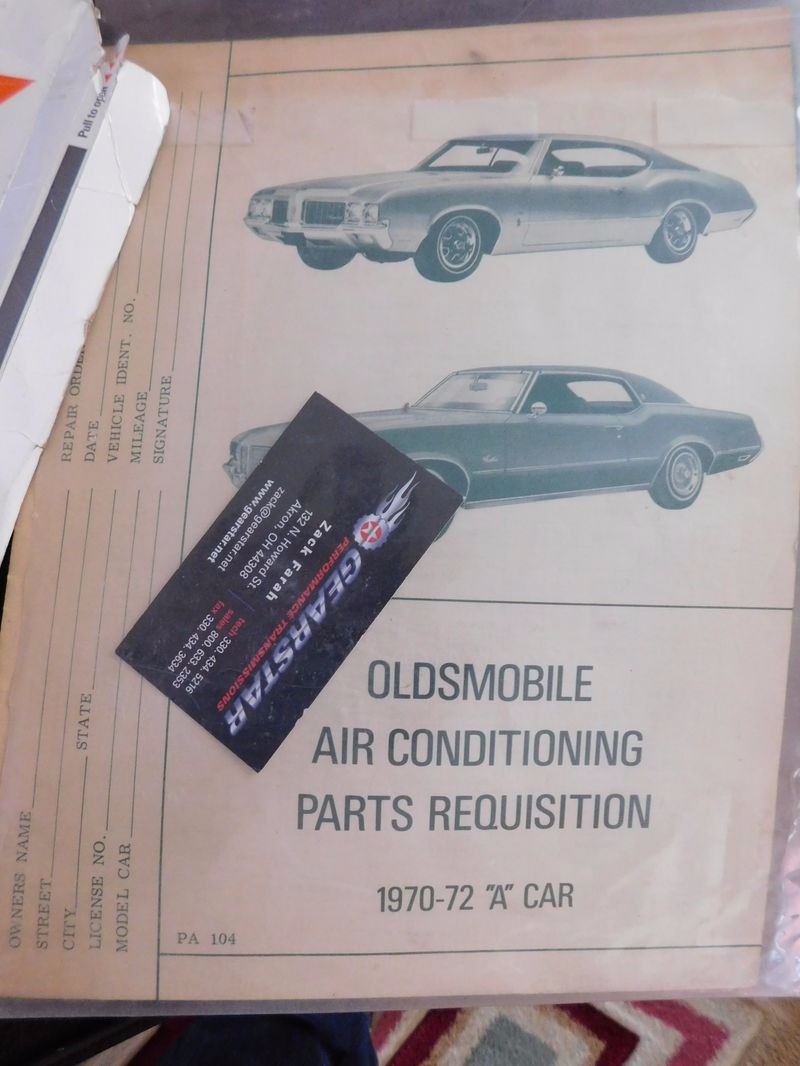 Pull to open
REPAIR ORDER
DATE
VEHICLE IDENT. NO.
MILEAGE
SIGNATURE
OWNERS NAME
STREET
CITY
STATE
LICENSE NO.
MODEL CAR
GEARSTAR
PERFORMANCE TRANSMISSIONS
Zack Farah
132 N. Howard St.
Akron, OH 44308
zack@gearstar.net
www.gearstar.net
tech 330. 434. 5216
sales 800. 633. 2353
fax 330. 434. 3634
OLDSMOBILE
AIR CONDITIONING
PARTS REQUISITION
1970-72 "A" CAR
PA 104